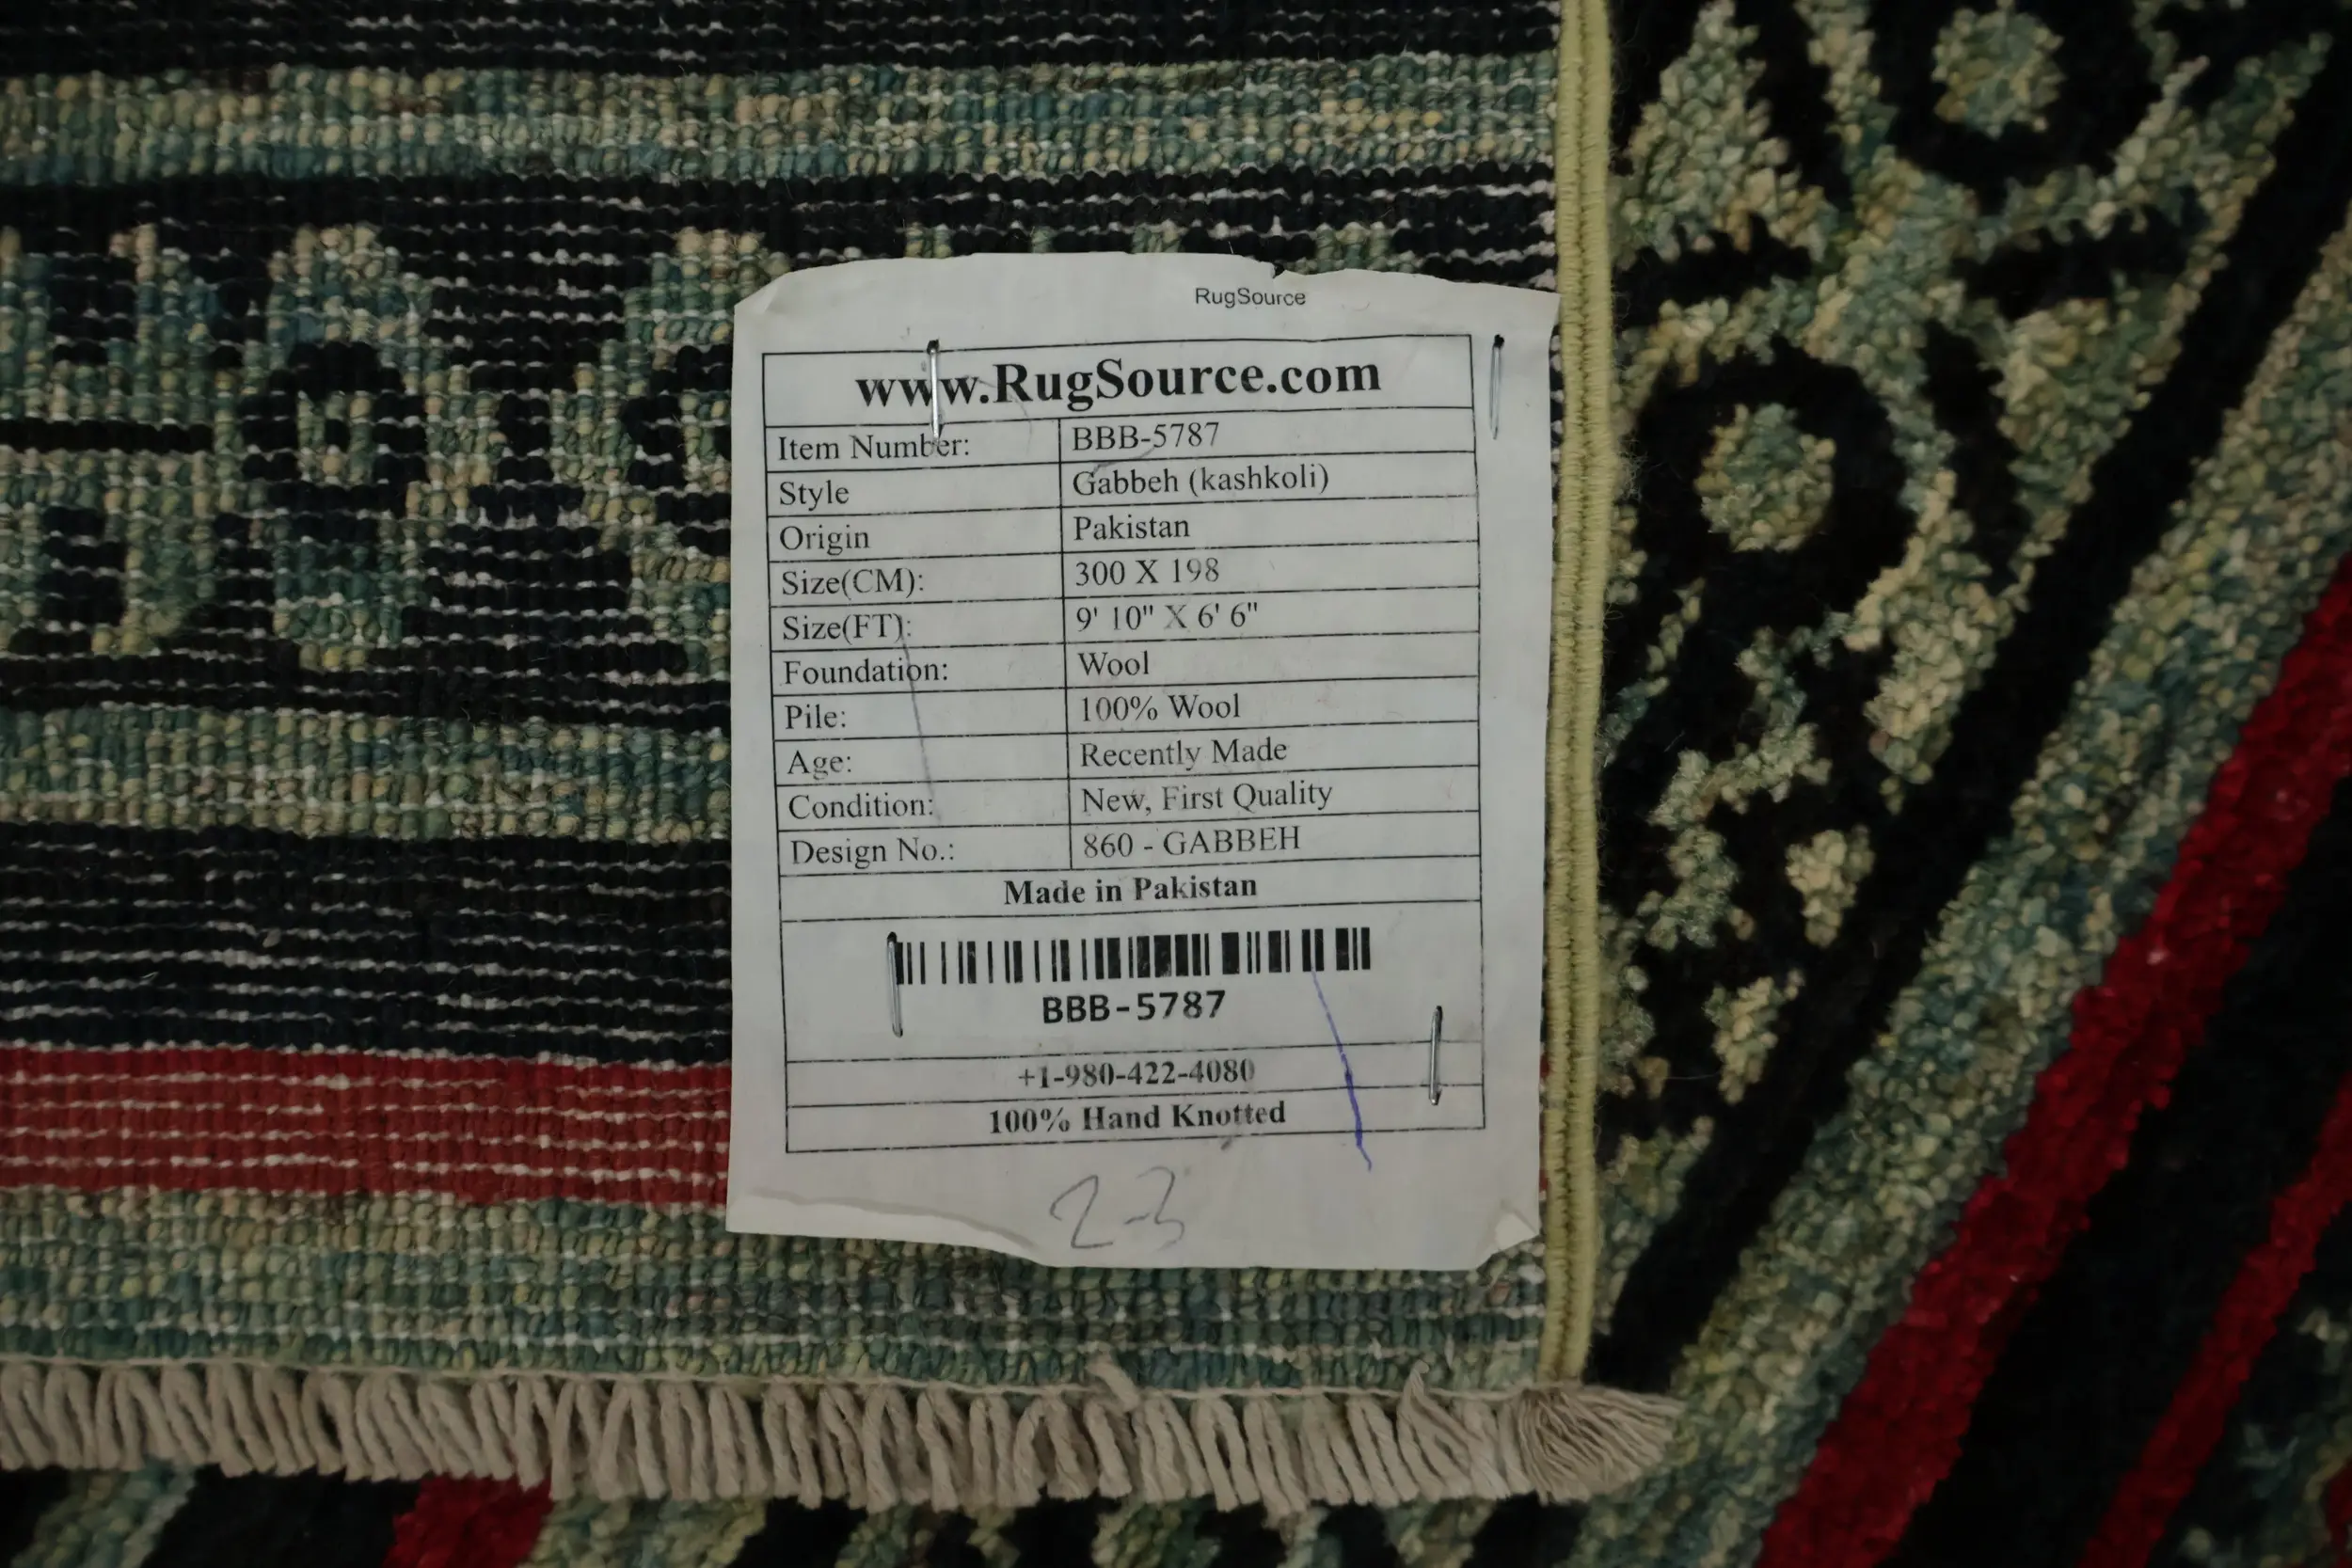 RugSource
www.RugSource.com
Item Number: BBB-5787
Style Gabbeh (kashkoli)
Origin Pakistan
Size(CM): 300 X 198
Size(FT): 9' 10" X 6' 6"
Foundation: Wool
Pile: 100% Wool
Age: Recently Made
Condition: New, First Quality
Design No.: 860 - GABBEH
Made in Pakistan
BBB-5787
+1-980-422-4080
100% Hand Knotted
2-3